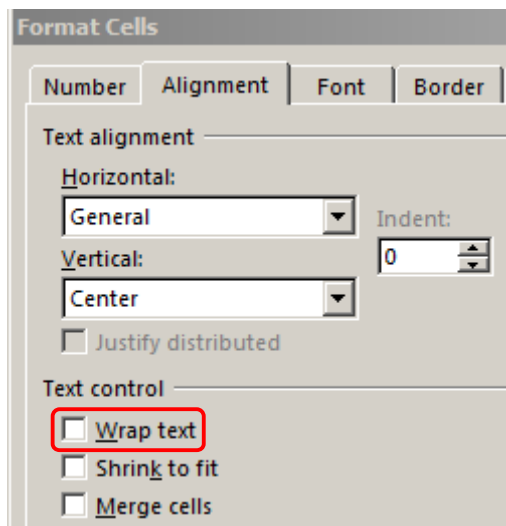 Format Cells
Number Alignment Font Border
Text alignment
Horizontal:
General
Indent:
Vertical:
0
Center
Justify distributed
Text control
Wrap text
Shrink to fit
Merge cells